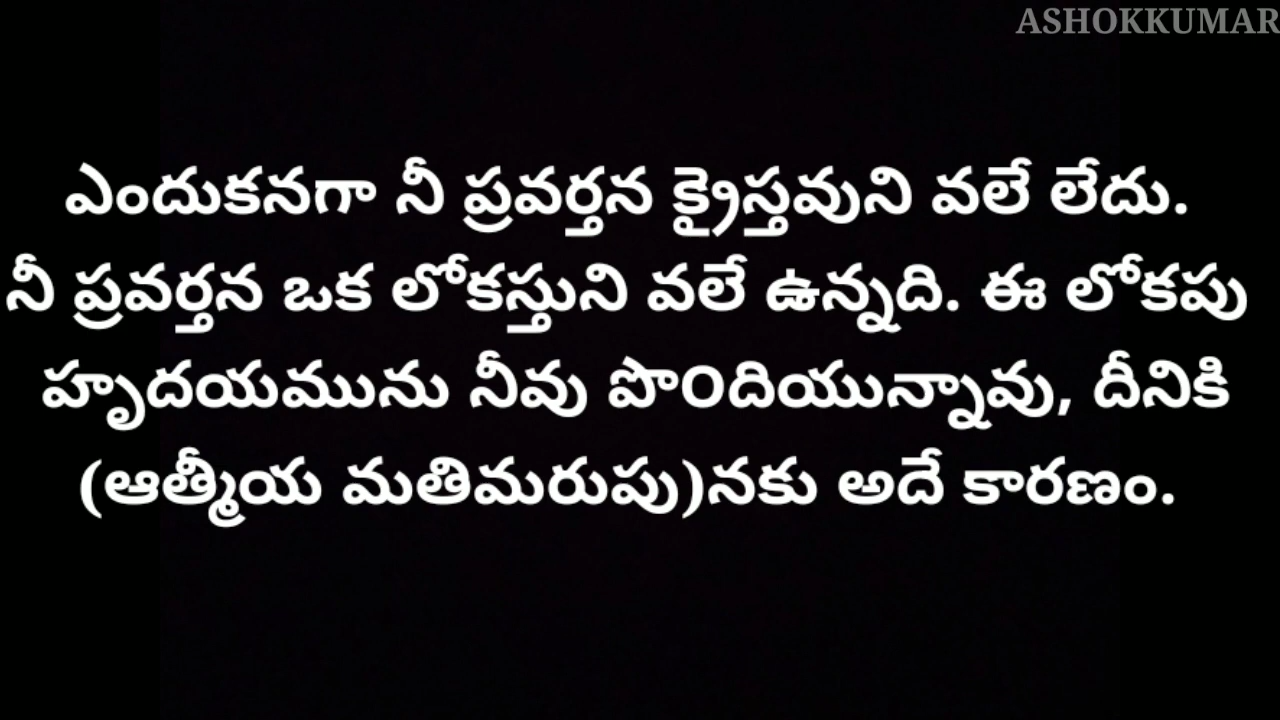 ASHOKKUMAR
ఎందుకనగా నీ ప్రవర్తన క్రైస్తవుని వలే లేదు.
నీ ప్రవర్తన ఒక లోకస్తుని వలే ఉన్నది. ఈ లోకపు
హృదయమును నీవు పొందియున్నావు, దీనికి
(ఆత్మీయ మతిమరుపు)నకు అదే కారణం.